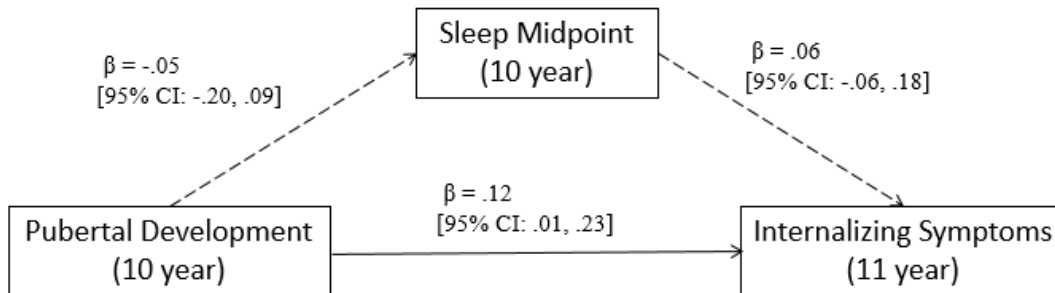 Sleep Midpoint
(10 year)
β = -.05
[95% CI: -.20, .09]
β = .06
[95% CI: -.06, .18]
β = .12
[95% CI: .01, .23]
Pubertal Development
(10 year)
Internalizing Symptoms
(11 year)